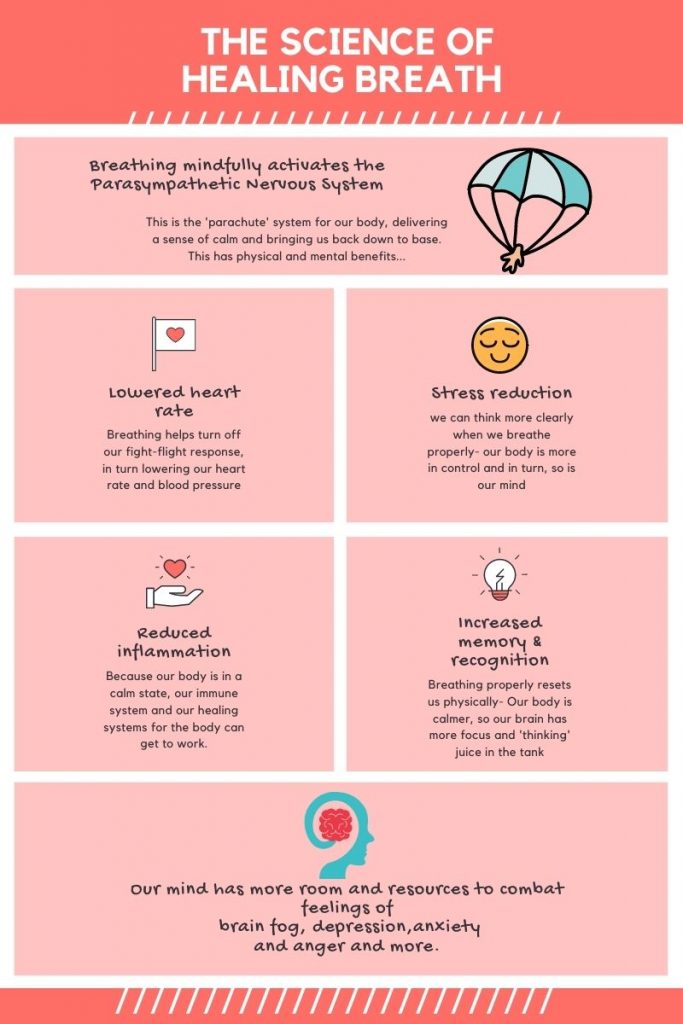 THE SCIENCE OF
HEALING BREATH
Breathing mindfully activates the
Parasympathetic Nervous System
This is the 'parachute' system for our body, delivering
a sense of calm and bringing us back down to base.
This has physical and mental benefits...
Lowered heart
rate
Breathing helps turn off
our fight-flight response,
in turn lowering our heart
rate and blood pressure
Stress reduction
we can think more clearly
when we breathe
properly- our body is more
in control and in turn, so is
our mind
Reduced
inflammation
Because our body is in a
calm state, our immune
system and our healing
systems for the body can
get to work.
Increased
memory &
recognition
Breathing properly resets
us physically- Our body is
calmer, so our brain has
more focus and 'thinking'
juice in the tank
Our mind has more room and resources to combat
feelings of
brain fog, depression,anxiety
and anger and more.